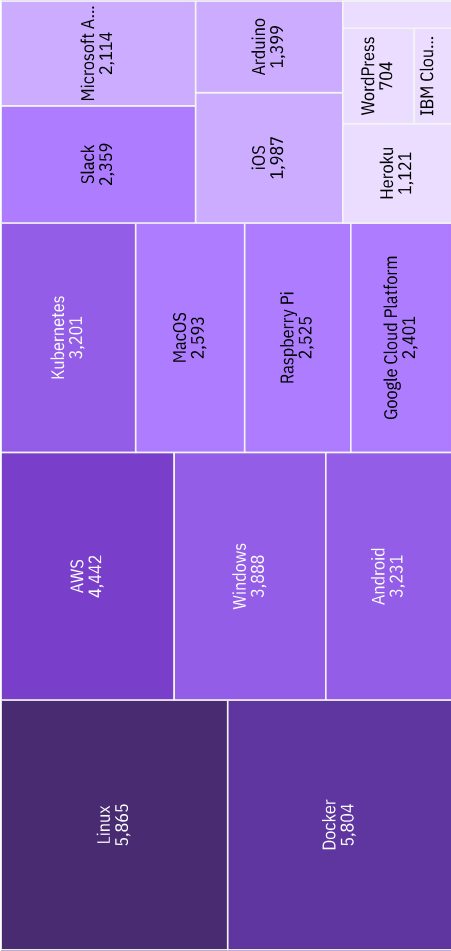 Linux
5,865
Docker
5,804
AWS
4,442
Windows
3,888
Android
3,231
Kubernetes
3,201
MacOS
2,593
Raspberry Pi
2,525
Google Cloud Platform
2,401
Slack
2,359
Microsoft A...
2,114
iOS
1,987
Arduino
1,399
Heroku
1,121
WordPress
704
IBM Clou...